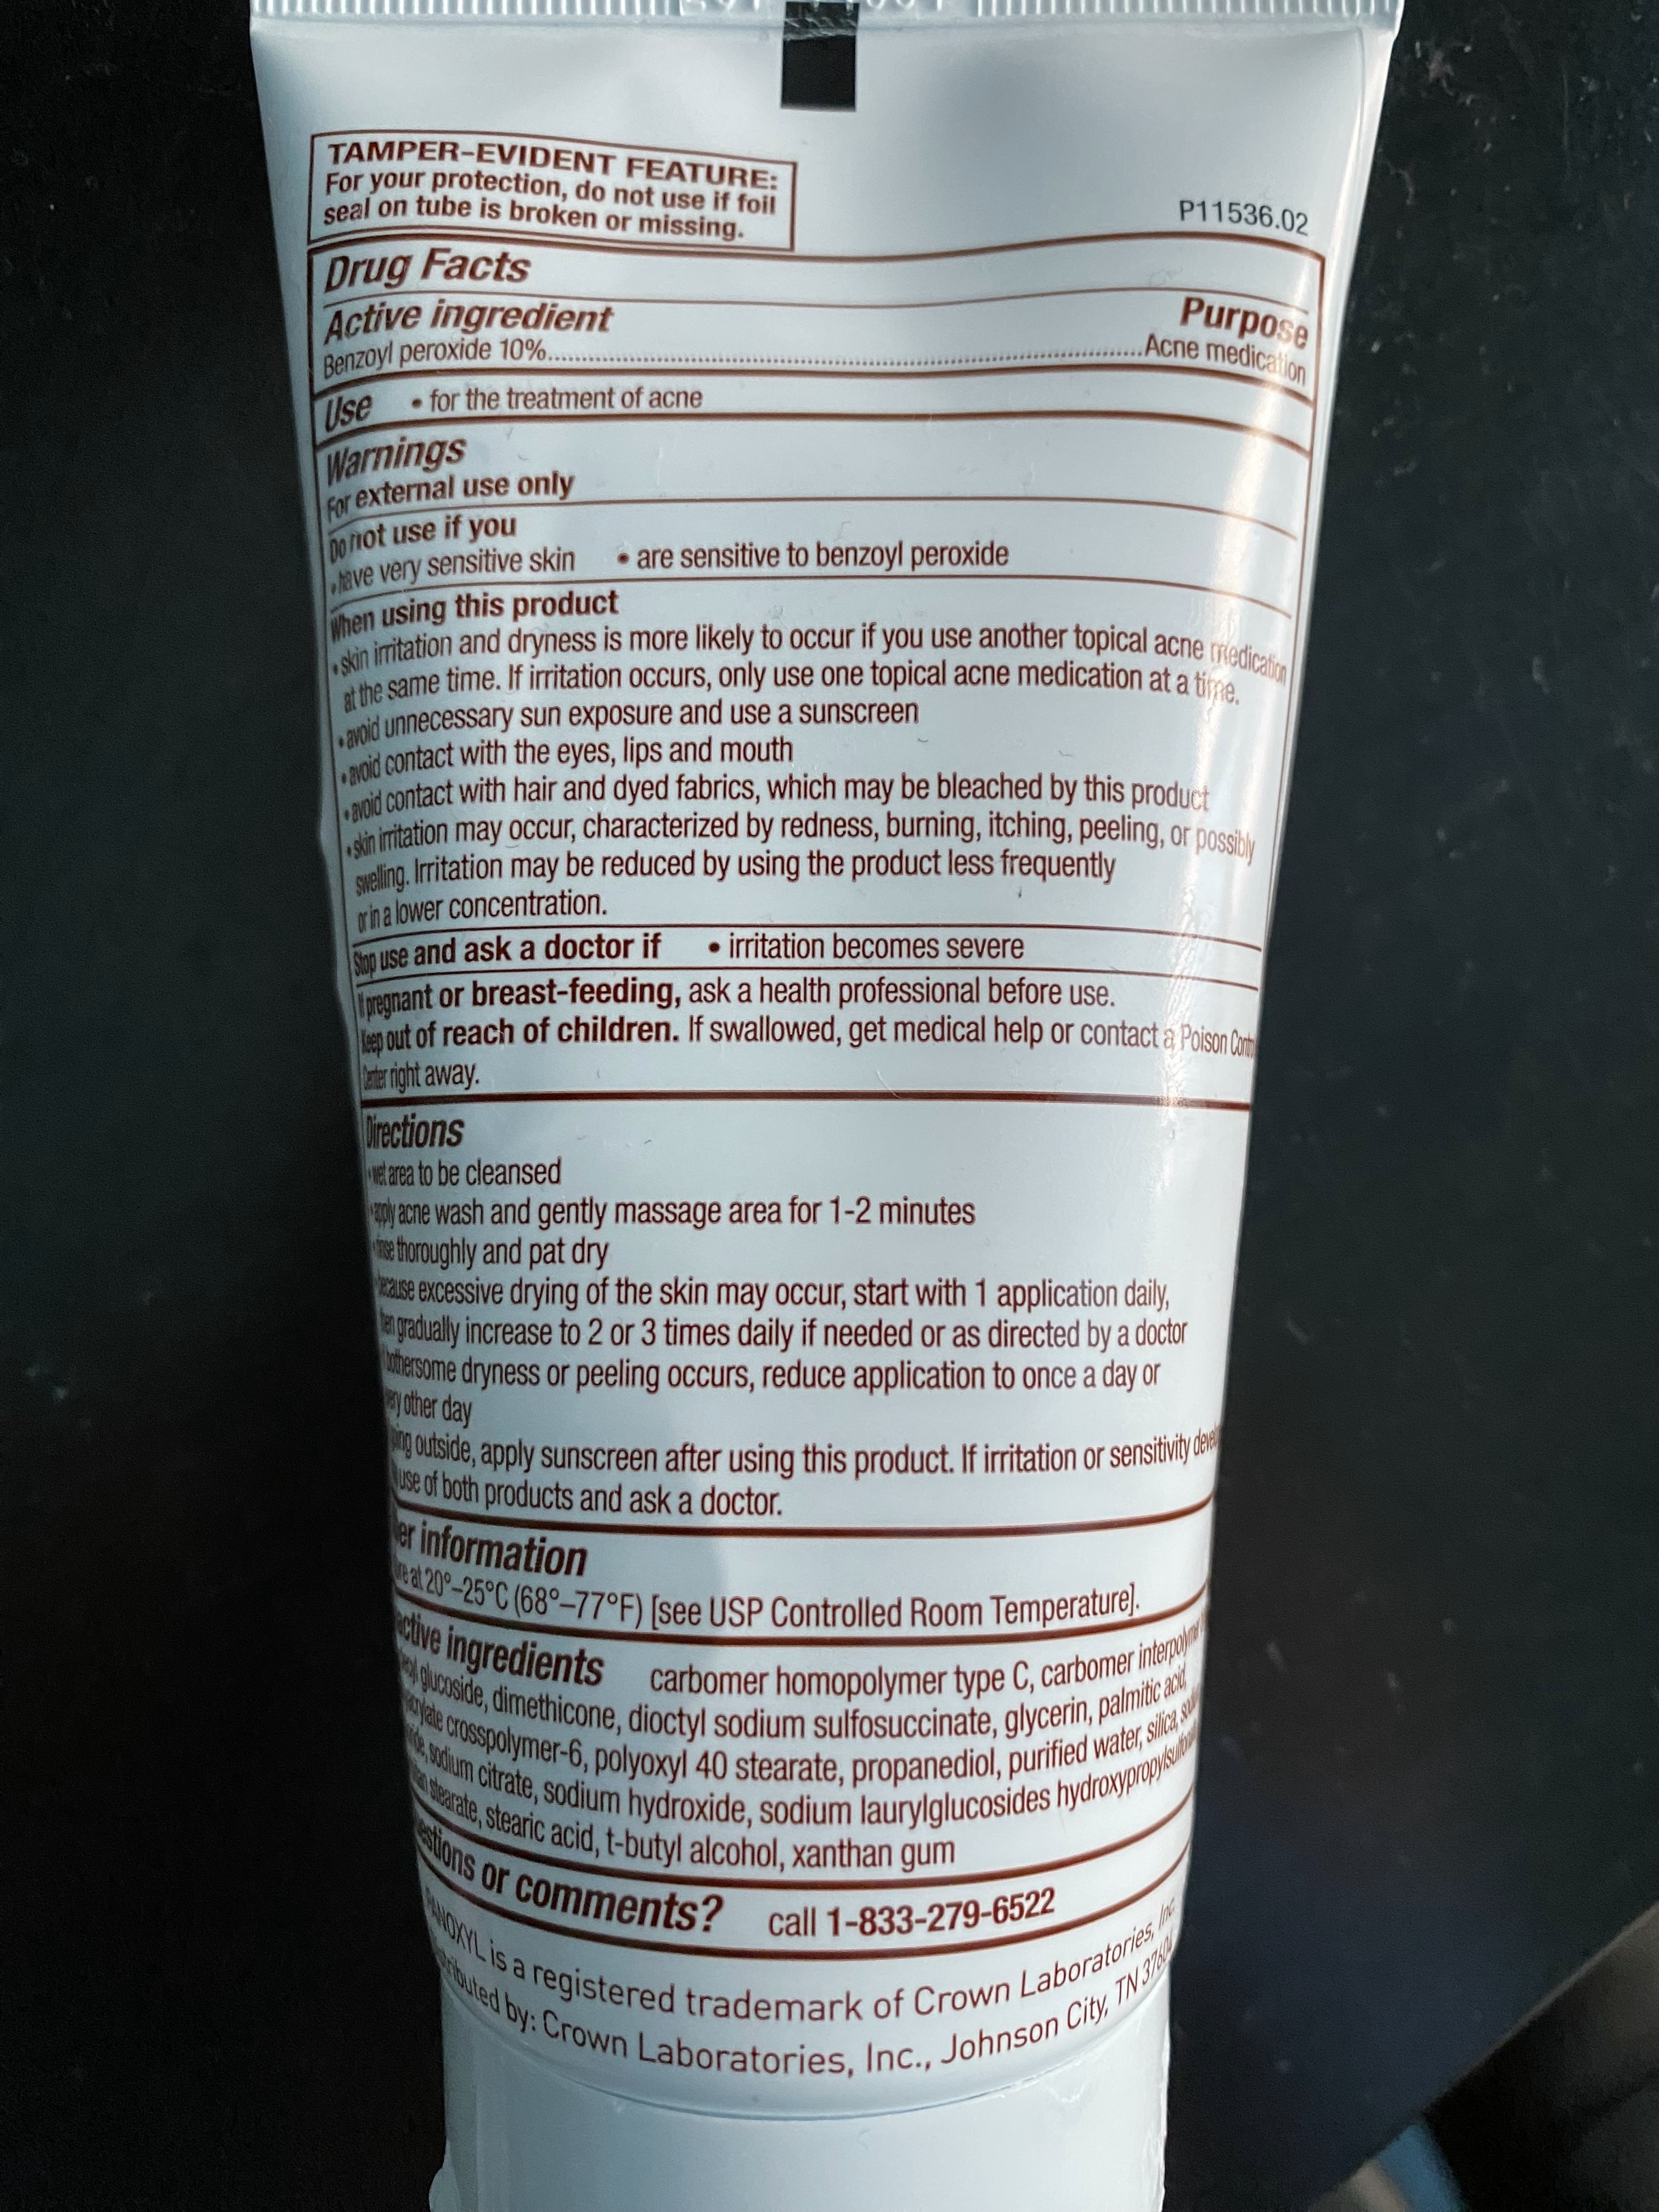 TAMPER-EVIDENT FEATURE:
For your protection, do not use if foil
seal on tube is broken or missing.
P11536.02
Drug Facts
Active ingredient Purpose
Benzoyl peroxide 10%..........Acne medication
Use • for the treatment of acne
Warnings
For external use only
Do not use if you
• have very sensitive skin • are sensitive to benzoyl peroxide
When using this product
• skin irritation and dryness is more likely to occur if you use another topical acne medication
at the same time. If irritation occurs, only use one topical acne medication at a time.
• avoid unnecessary sun exposure and use a sunscreen
• avoid contact with the eyes, lips and mouth
• avoid contact with hair and dyed fabrics, which may be bleached by this product
• skin irritation may occur, characterized by redness, burning, itching, peeling, or possibly
swelling. Irritation may be reduced by using the product less frequently
or in a lower concentration.
Stop use and ask a doctor if • irritation becomes severe
If pregnant or breast-feeding, ask a health professional before use.
Keep out of reach of children. If swallowed, get medical help or contact a Poison Contr
Center right away.
Directions
• wet area to be cleansed
• apply acne wash and gently massage area for 1-2 minutes
• rinse thoroughly and pat dry
• because excessive drying of the skin may occur, start with 1 application daily,
then gradually increase to 2 or 3 times daily if needed or as directed by a doctor
bothersome dryness or peeling occurs, reduce application to once a day or
ery other day
ing outside, apply sunscreen after using this product. If irritation or sensitivity
use of both products and ask a doctor.
er information
re at 20°–25°C (68°–77°F) [see USP Controlled Room Temperature].
active ingredients carbomer homopolymer type C, carbomer interpolymer
glucoside, dimethicone, dioctyl sodium sulfosuccinate, glycerin, palmitic acid,
crosspolymer-6, polyoxyl 40 stearate, propanediol, purified water, silica,
sodium citrate, sodium hydroxide, sodium laurylglucosides
stearate, stearic acid, t-butyl alcohol, xanthan gum
estions or comments? call 1-833-279-6522
PANOXYL is a registered trademark of Crown Laboratories, Inc.
tributed by: Crown Laboratories, Inc., Johnson City, TN 37604